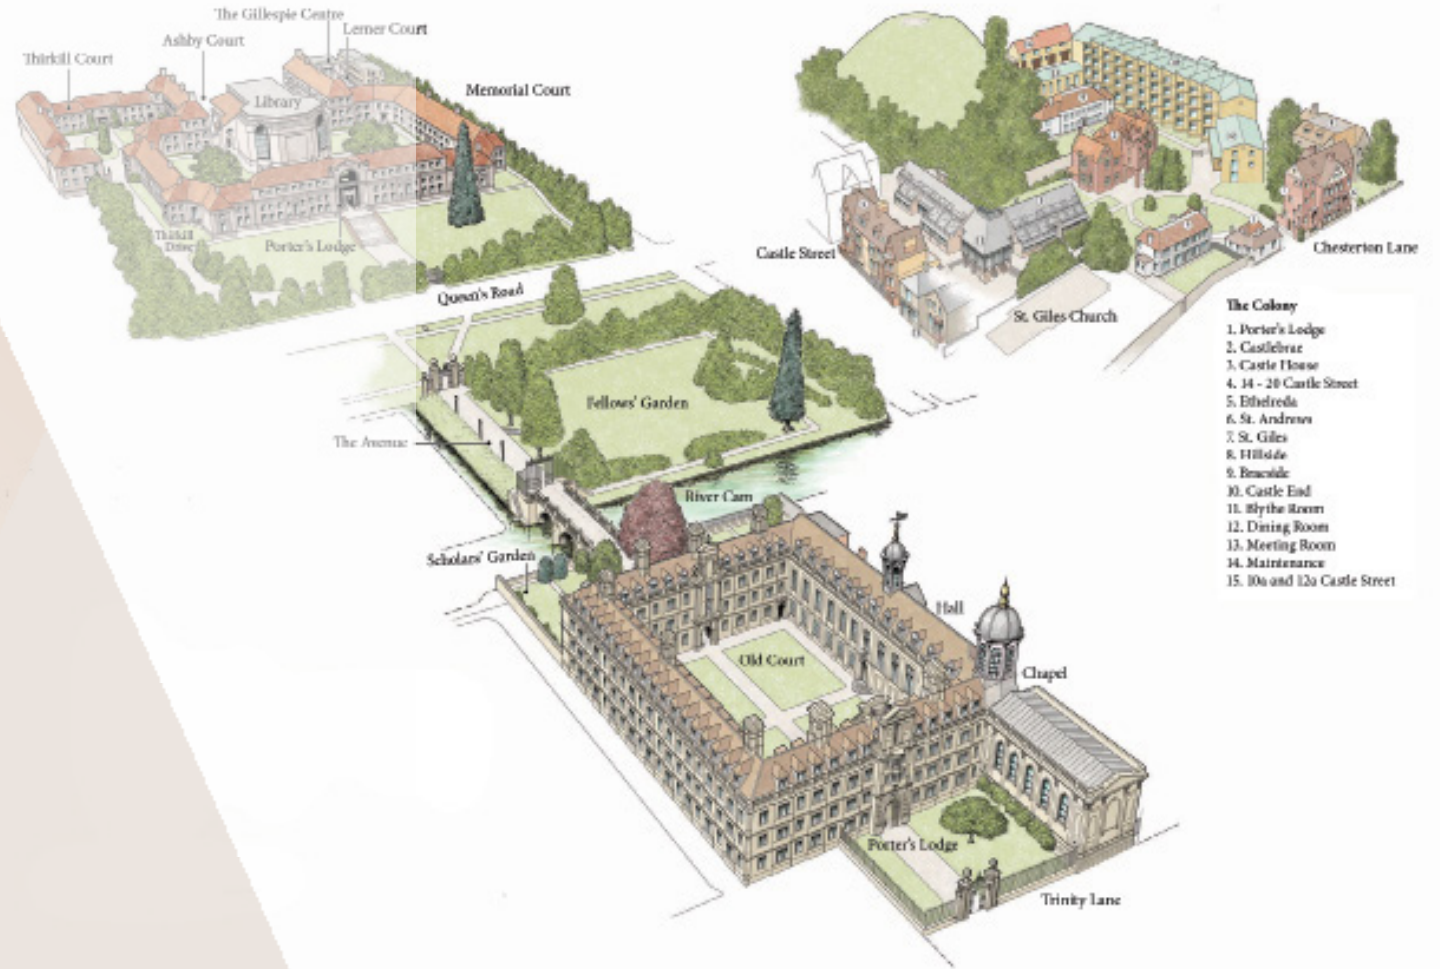 The Gillespie Centre
Lerner Court
Ashby Court
Thirkill Court
Memorial Court
Library
Thirkill
Drive
Porter's Lodge
Queen's Road
Castle Street
Chesterton Lane
St. Giles Church
The Colony
1. Porter's Lodge
2. Castlebrae
3. Castle House
4. 14 - 20 Castle Street
5. Ethelreda
6. St. Andrews
7. St. Giles
8. Hillside
9. Braeside
10. Castle End
11. Blythe Room
12. Dining Room
13. Meeting Room
14. Maintenance
15. 10a and 12a Castle Street
Fellows' Garden
The Avenue
River Cam
Scholars' Garden
Hall
Old Court
Chapel
Porter's Lodge
Trinity Lane